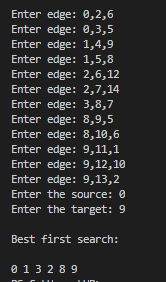 Enter edge: 0,2,6
Enter edge: 0,3,5
Enter edge: 1,4,9
Enter edge: 1,5,8
Enter edge: 2,6,12
Enter edge: 2,7,14
Enter edge: 3,8,7
Enter edge: 8,9,5
Enter edge: 8,10,6
Enter edge: 9,11,1
Enter edge: 9,12,10
Enter edge: 9,13,2
Enter the source: 0
Enter the target: 9
Best first search:
0 1 3 2 8 9